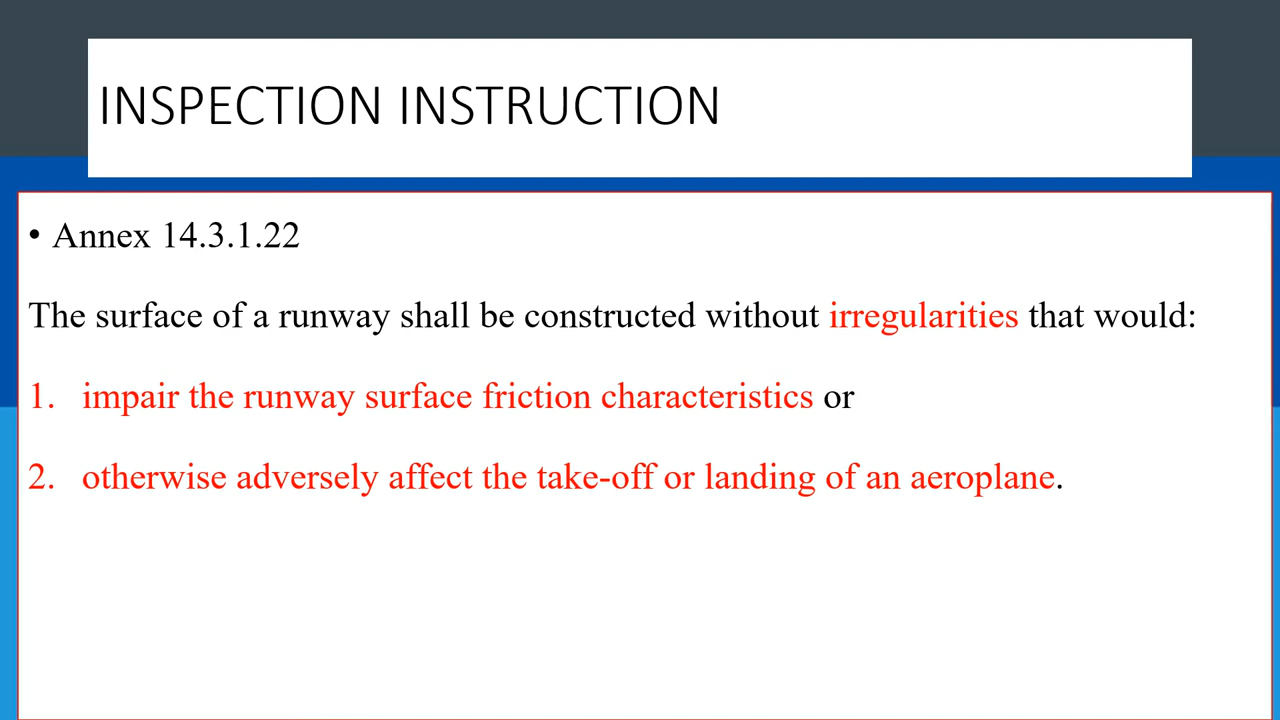 INSPECTION INSTRUCTION
• Annex 14.3.1.22
The surface of a runway shall be constructed without irregularities that would:
1. impair the runway surface friction characteristics or
2. otherwise adversely affect the take-off or landing of an aeroplane.